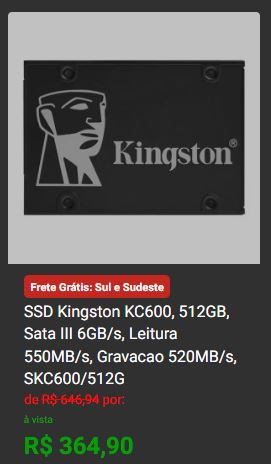 Kingston®
Frete Grátis: Sul e Sudeste
SSD Kingston KC600, 512GB,
Sata III 6GB/s, Leitura
550MB/s, Gravacao 520MB/s,
SKC600/512G
de R$ 646,94 por:
à vista
R$ 364,90